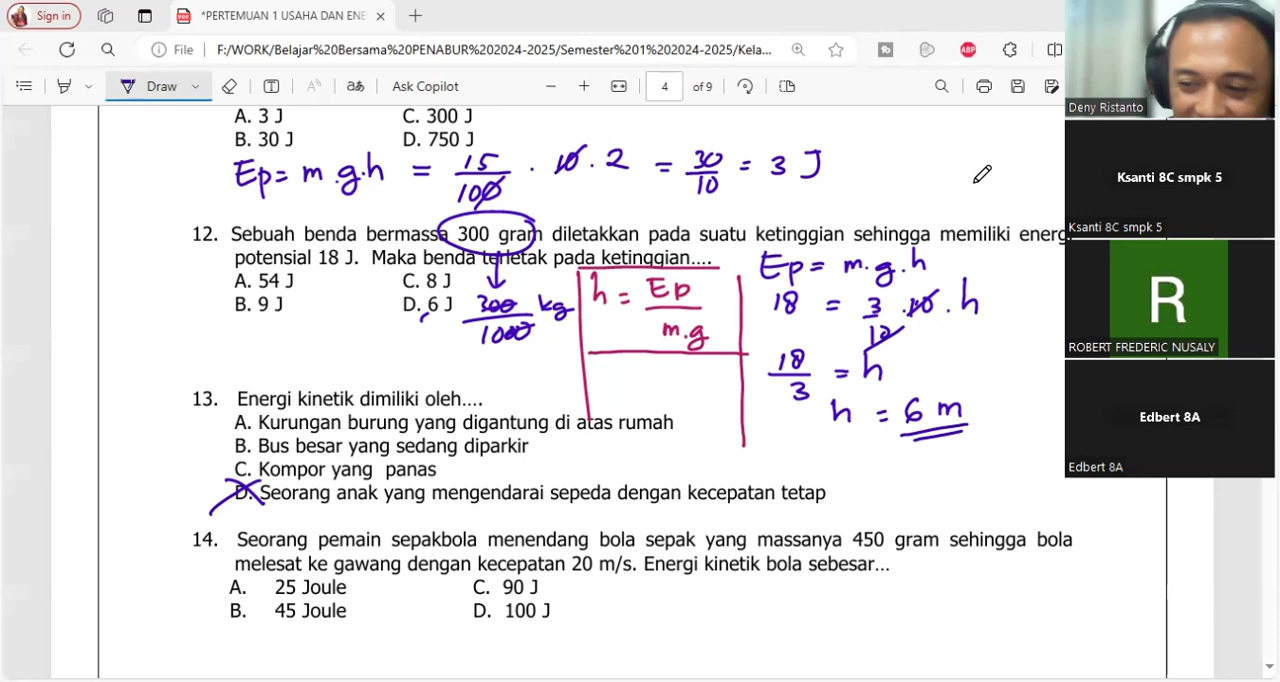 Sign in
*PERTEMUAN 1 USAHA DAN ENE
File
F:/WORK/Belajar%20Bersama%20PENABUR%202024-2025/Semester%201%202024-2025/Kela...
Draw
Ask Copilot
4 of 9
A. 3 J C. 300 J
B. 30 J D. 750 J
Ep = m.g.h = 15/100 . 10 . 2 = 30/10 = 3 J
12. Sebuah benda bermassa 300 gram diletakkan pada suatu ketinggian sehingga memiliki energ
potensial 18 J. Maka benda terletak pada ketinggian....
A. 54 J C. 8 J
B. 9 J D. 6 J
300/1000 kg
h = Ep/m.g
Ep = m.g.h
18 = 3/10 . 10 . h
18/3 = h
h = 6 m
13. Energi kinetik dimiliki oleh....
A. Kurungan burung yang digantung di atas rumah
B. Bus besar yang sedang diparkir
C. Kompor yang panas
D. Seorang anak yang mengendarai sepeda dengan kecepatan tetap
14. Seorang pemain sepakbola menendang bola sepak yang massanya 450 gram sehingga bola
melesat ke gawang dengan kecepatan 20 m/s. Energi kinetik bola sebesar...
A. 25 Joule C. 90 J
B. 45 Joule D. 100 J
Deny Ristanto
Ksanti 8C smpk 5
Ksanti 8C smpk 5
R
ROBERT FREDERIC NUSALY
Edbert 8A
Edbert 8A